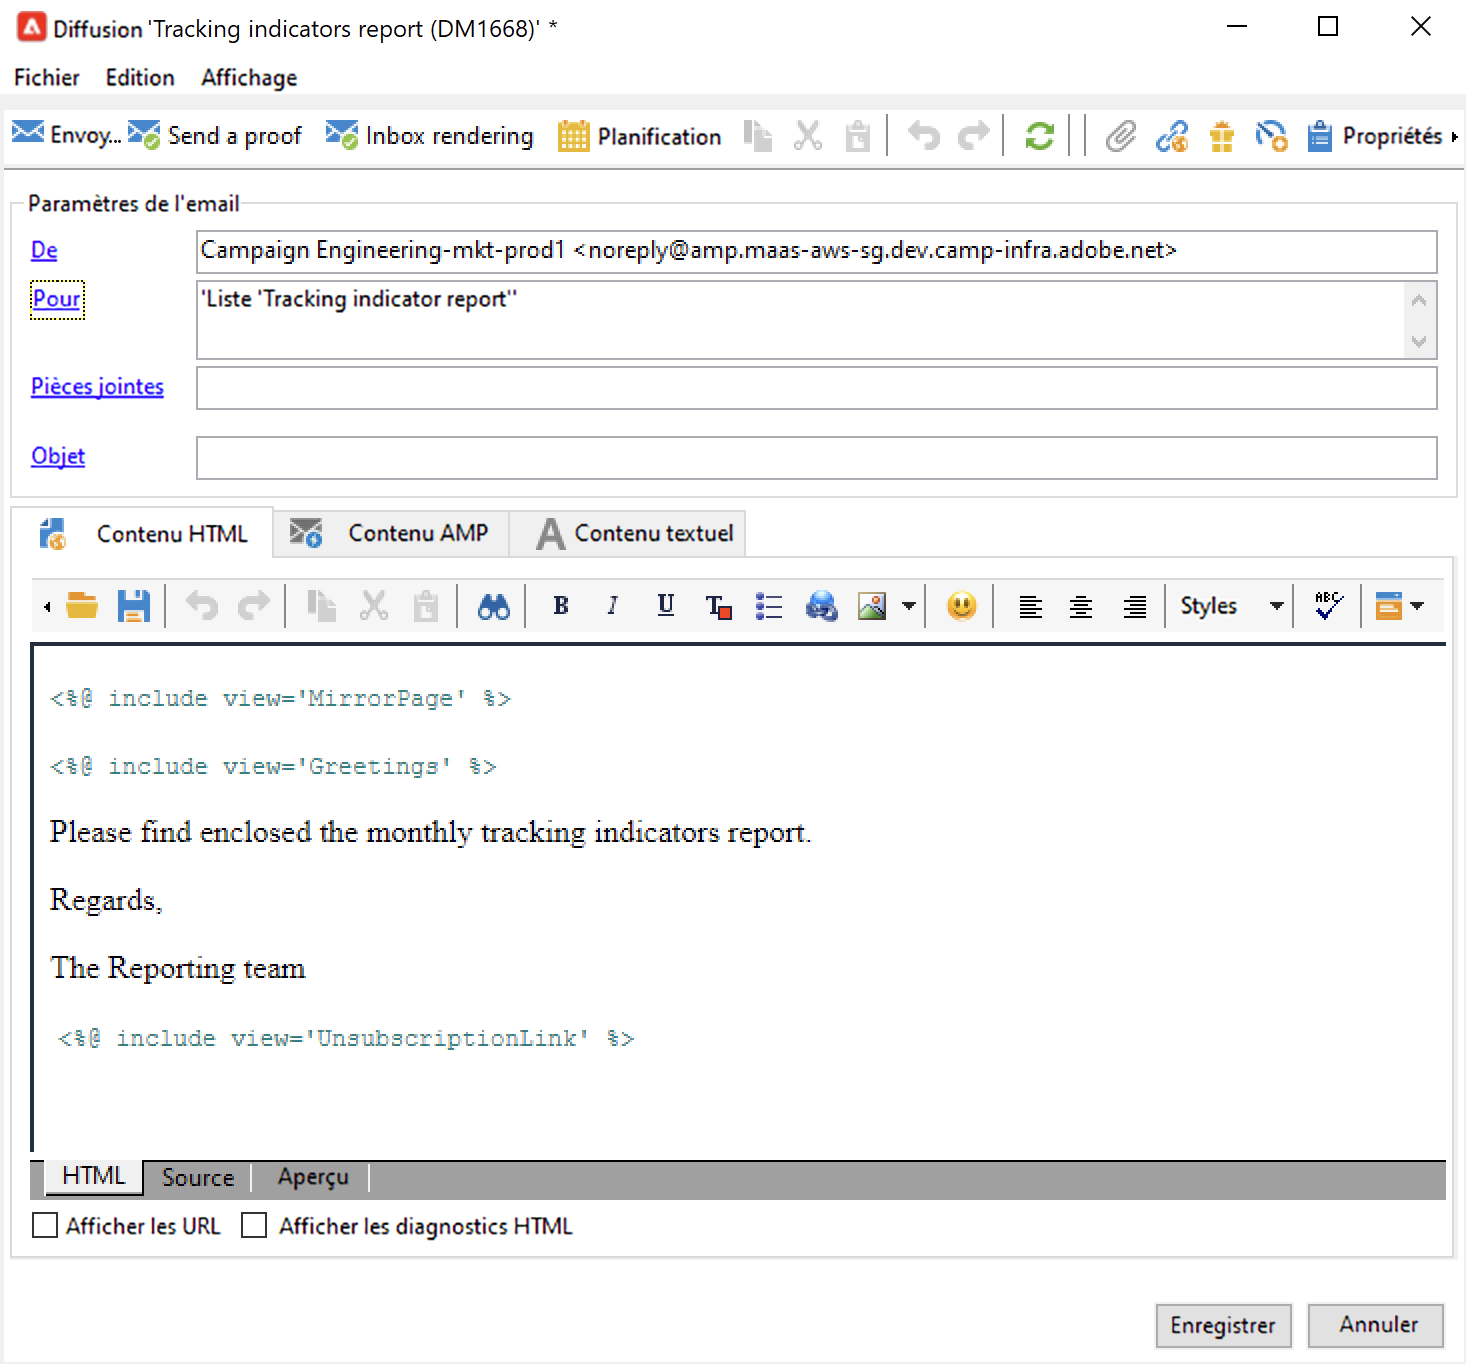 Diffusion 'Tracking indicators report (DM1668)' *
Fichier Edition Affichage
Envoy... Send a proof Inbox rendering Planification Propriétés
Paramètres de l'email
De Campaign Engineering-mkt-prod1 <noreply@amp.maas-aws-sg.dev.camp-infra.adobe.net>
Pour 'Liste 'Tracking indicator report''
Pièces jointes
Objet
Contenu HTML Contenu AMP A Contenu textuel
B I U T Styles ABC
<%@ include view='MirrorPage' %>
<%@ include view='Greetings' %>
Please find enclosed the monthly tracking indicators report.
Regards,
The Reporting team
<%@ include view='UnsubscriptionLink' %>
HTML Source Aperçu
Afficher les URL Afficher les diagnostics HTML
Enregistrer Annuler